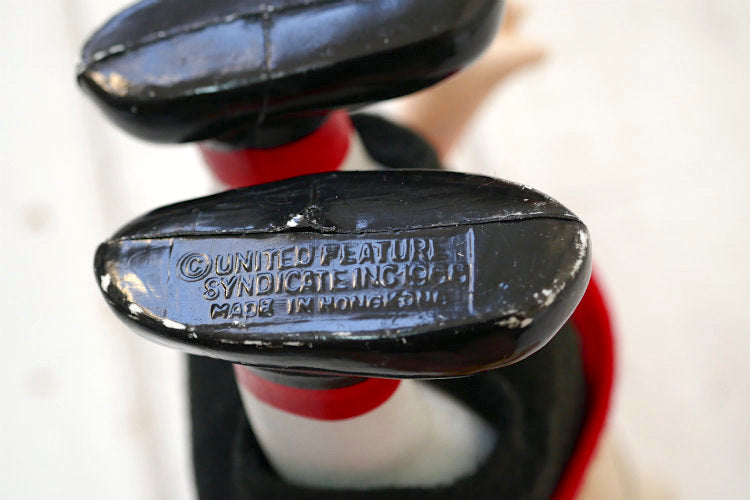 © UNITED FEATURE
SYNDICATE INC
MADE IN HONG KONG